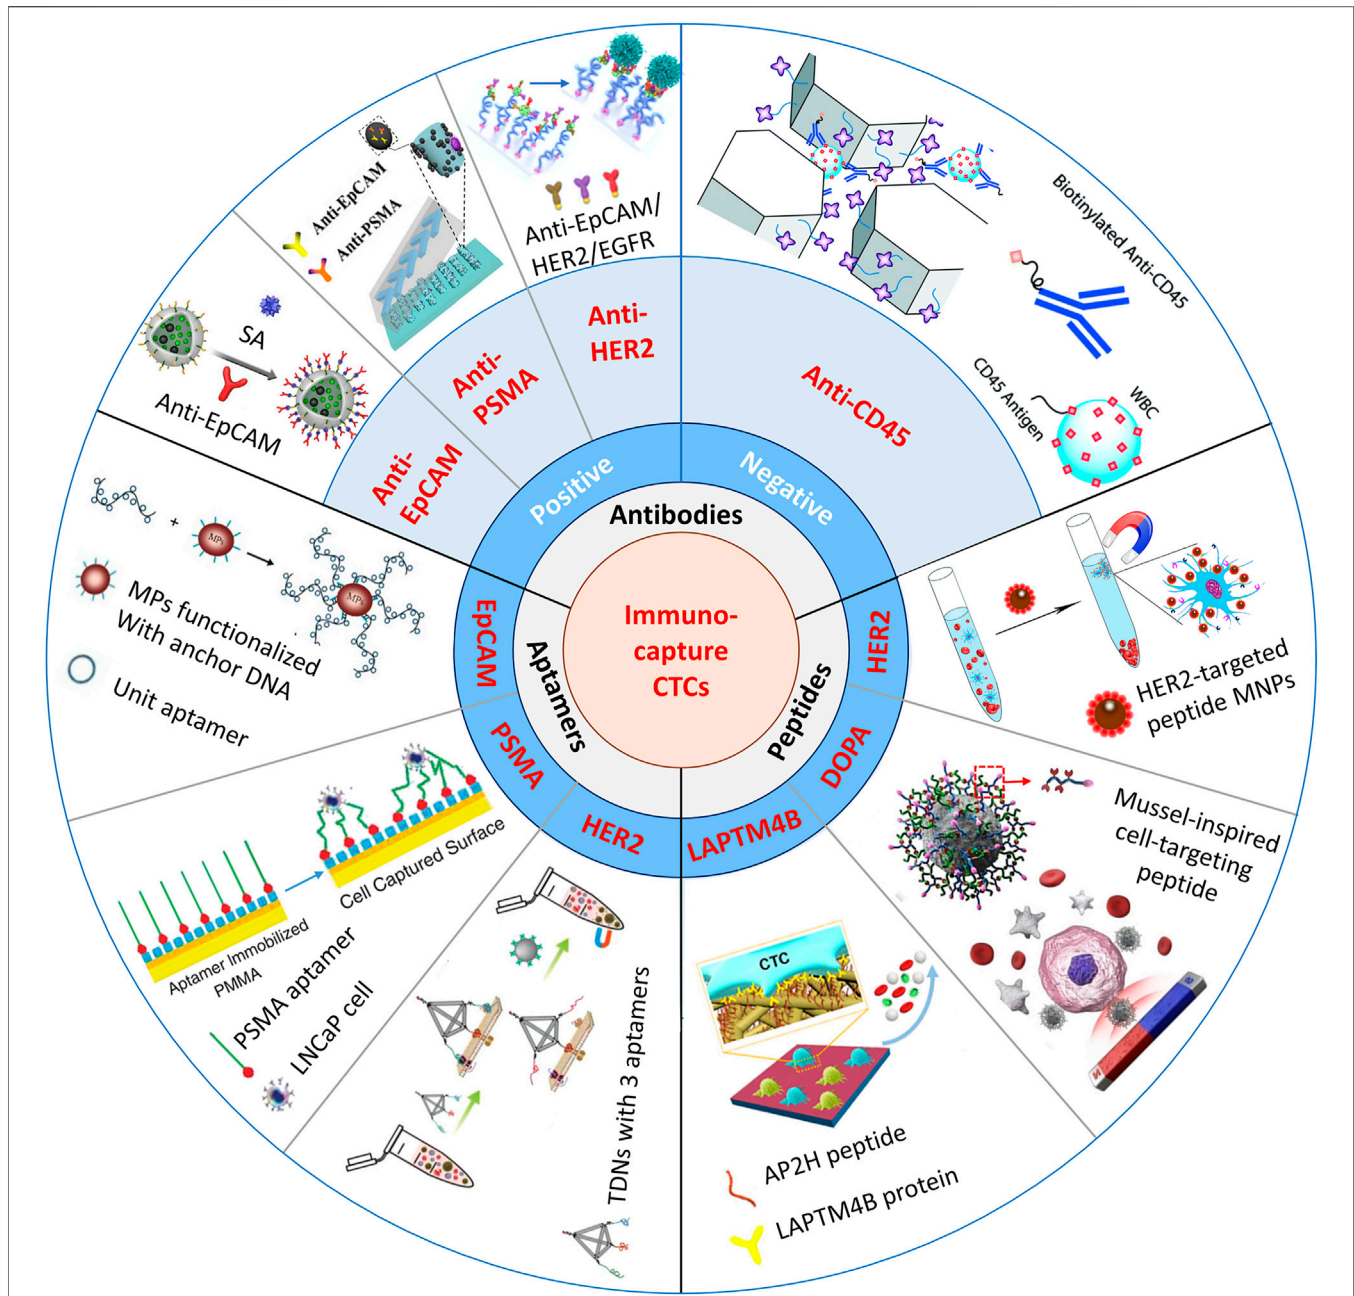 Immuno-
capture
CTCs
Antibodies
Aptamers
Peptides
Positive
Negative
EpCAM
PSMA
HER2
LAPTM4B
DOPA
HER2
Anti-
EpCAM
Anti-
PSMA
Anti-
HER2
Anti-CD45
SA
Anti-EpCAM
Anti-EpCAM
Anti-PSMA
Anti-EpCAM/
HER2/EGFR
Biotinylated Anti-CD45
CD45 Antigen
WBC
HER2-targeted
peptide MNPs
Mussel-inspired
cell-targeting
peptide
CTC
AP2H peptide
LAPTM4B protein
TDNs with 3 aptamers
Cell Captured Surface
Aptamer Immobilized
PMMA
PSMA aptamer
LNCaP cell
+
MPs
MPs
MPs functionalized
With anchor DNA
Unit aptamer